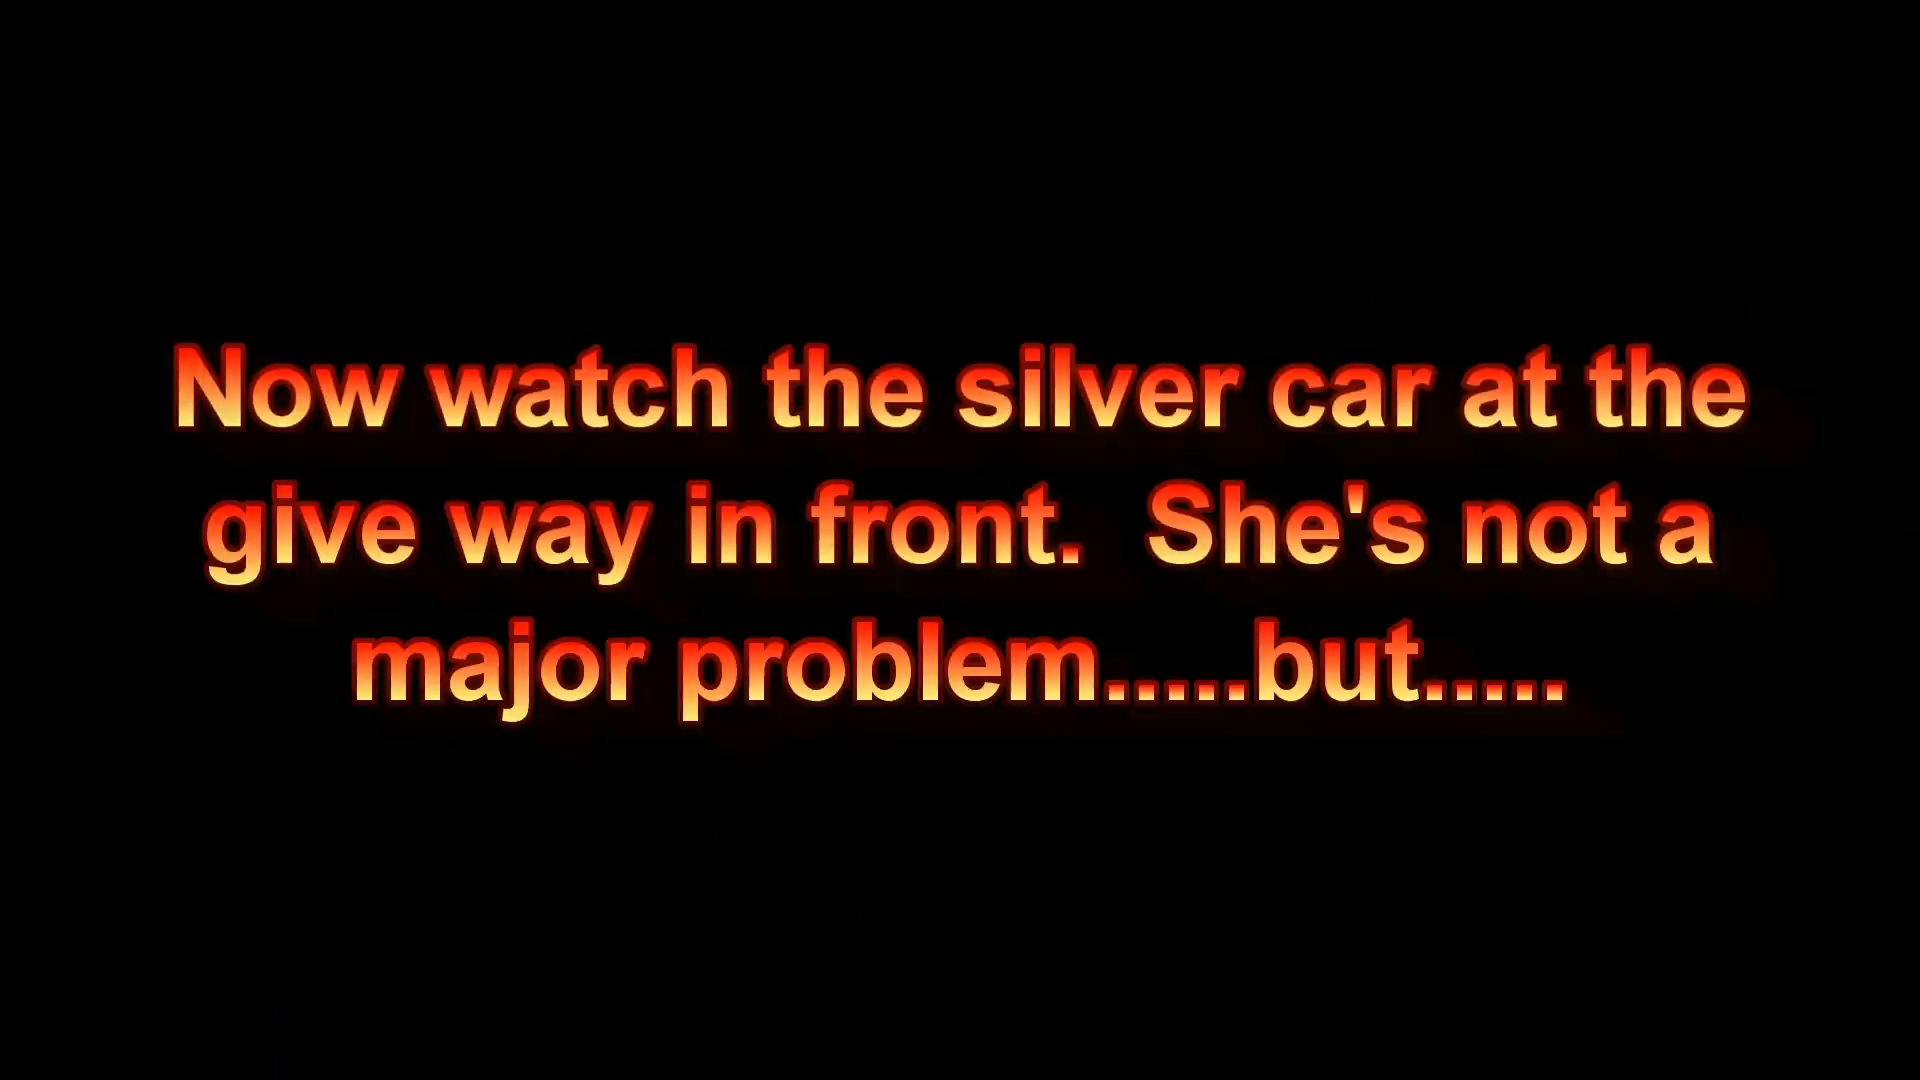 Now watch the silver car at the
give way in front.  She's not a
major problem.....but.....